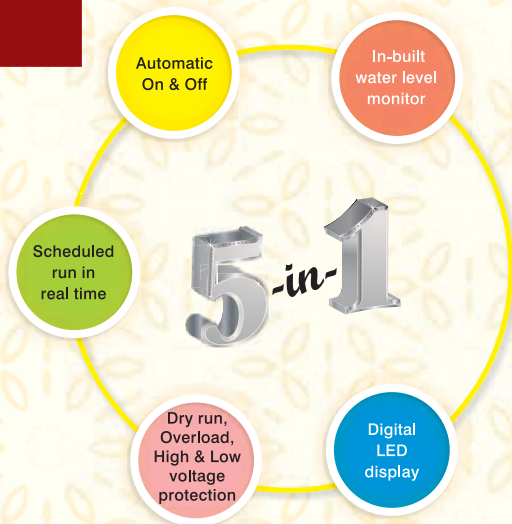 Automatic
On & Off
In-built
water level
monitor
Scheduled
run in
real time
5-in-1
Dry run,
Overload,
High & Low
voltage
protection
Digital
LED
display